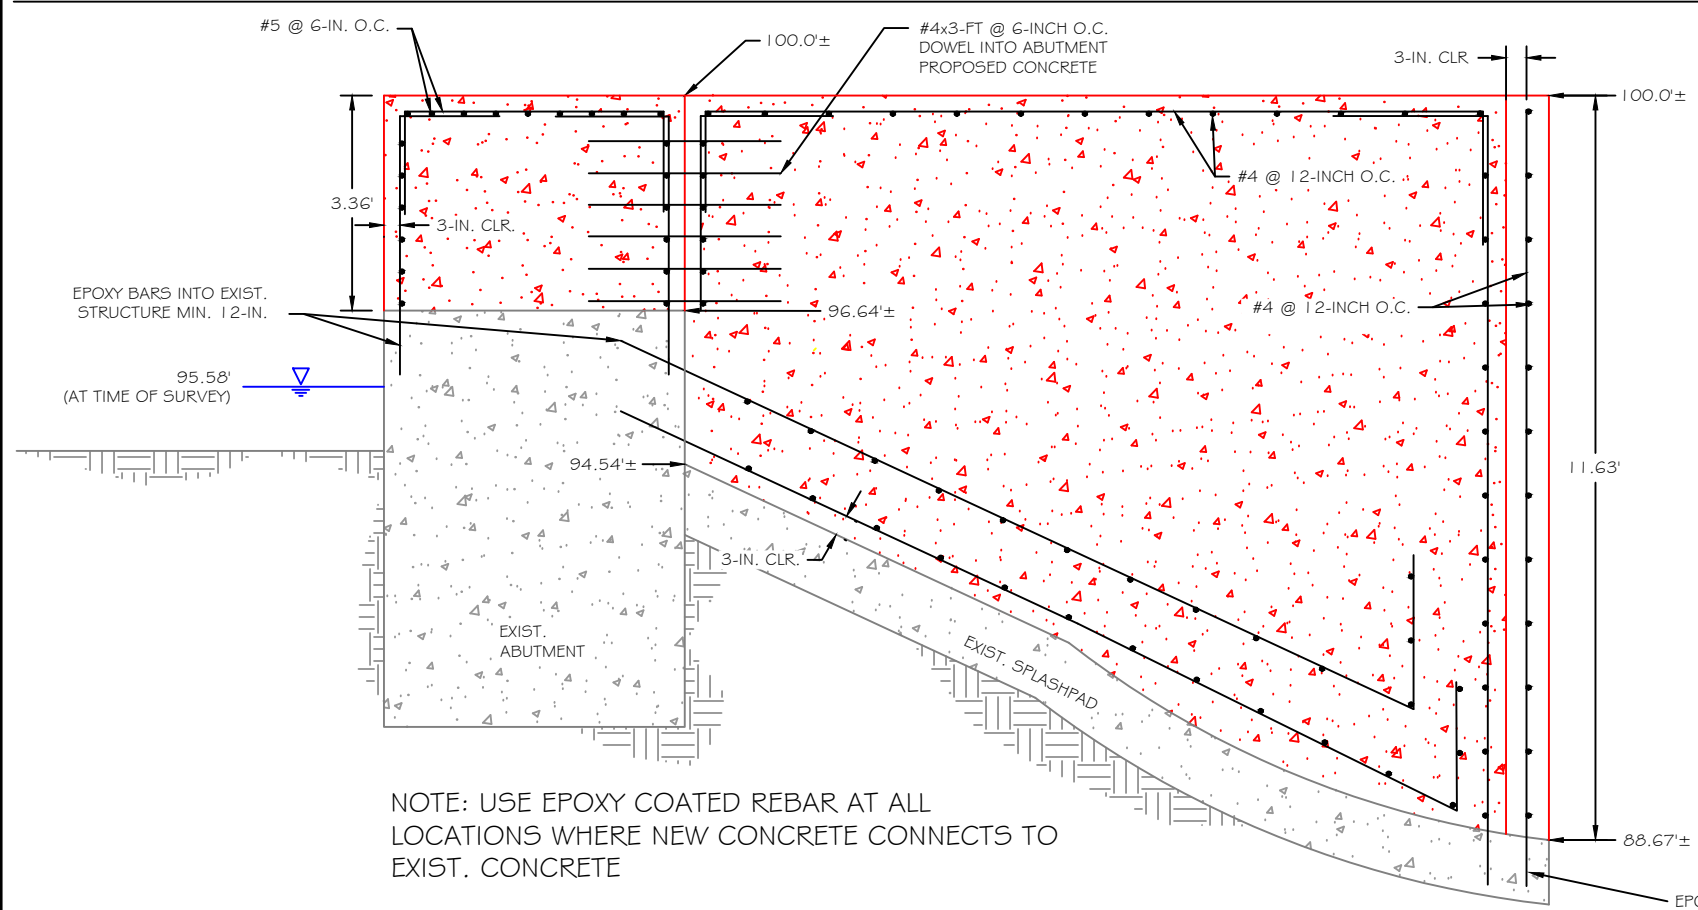 #5 @ 6-IN. O.C.
100.0'±
#4x3-FT @ 6-INCH O.C.
DOWEL INTO ABUTMENT
PROPOSED CONCRETE
3-IN. CLR
100.0'±
#4 @ 12-INCH O.C.
3.36'
3-IN. CLR.
EPOXY BARS INTO EXIST.
STRUCTURE MIN. 12-IN.
96.64'±
#4 @ 12-INCH O.C.
95.58'
(AT TIME OF SURVEY)
94.54'±
11.63'
3-IN. CLR.
EXIST.
ABUTMENT
EXIST. SPLASHPAD
NOTE: USE EPOXY COATED REBAR AT ALL
LOCATIONS WHERE NEW CONCRETE CONNECTS TO
EXIST. CONCRETE
88.67'±